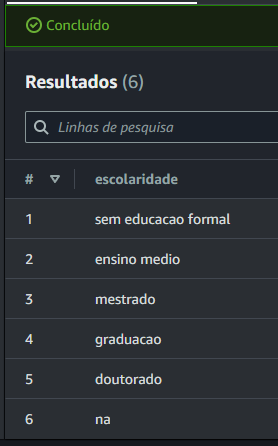 Concluído
Resultados (6)
Linhas de pesquisa
# escolaridade
1 sem educacao formal
2 ensino medio
3 mestrado
4 graduacao
5 doutorado
6 na